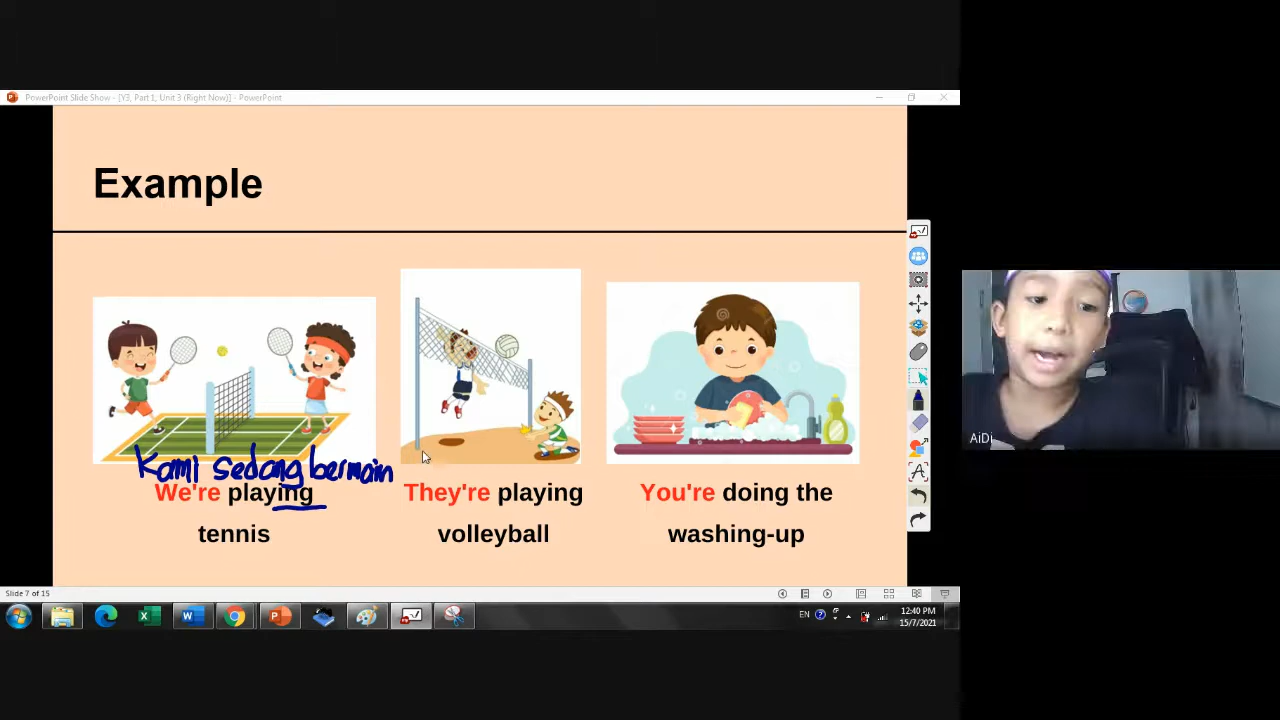 PowerPoint Slide Show - [Y3, Part 1, Unit 3 (Right Now)] - PowerPoint
Example
Kami sedang bermain
We're playing
tennis
They're playing
volleyball
You're doing the
washing-up
AiDi
Slide 7 of 15
EN
12:40 PM
15/7/2021